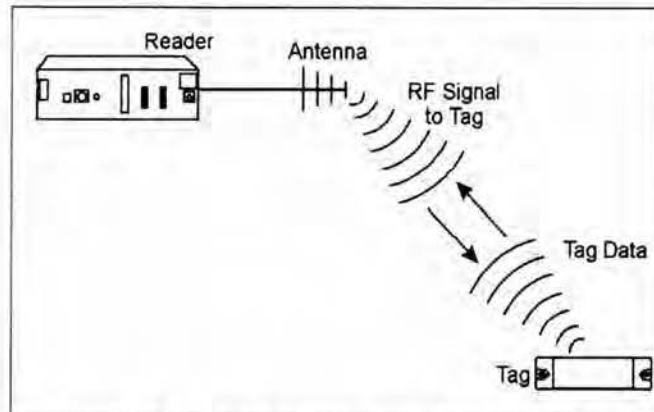 Reader
Antenna
RF Signal
to Tag
Tag Data
Tag